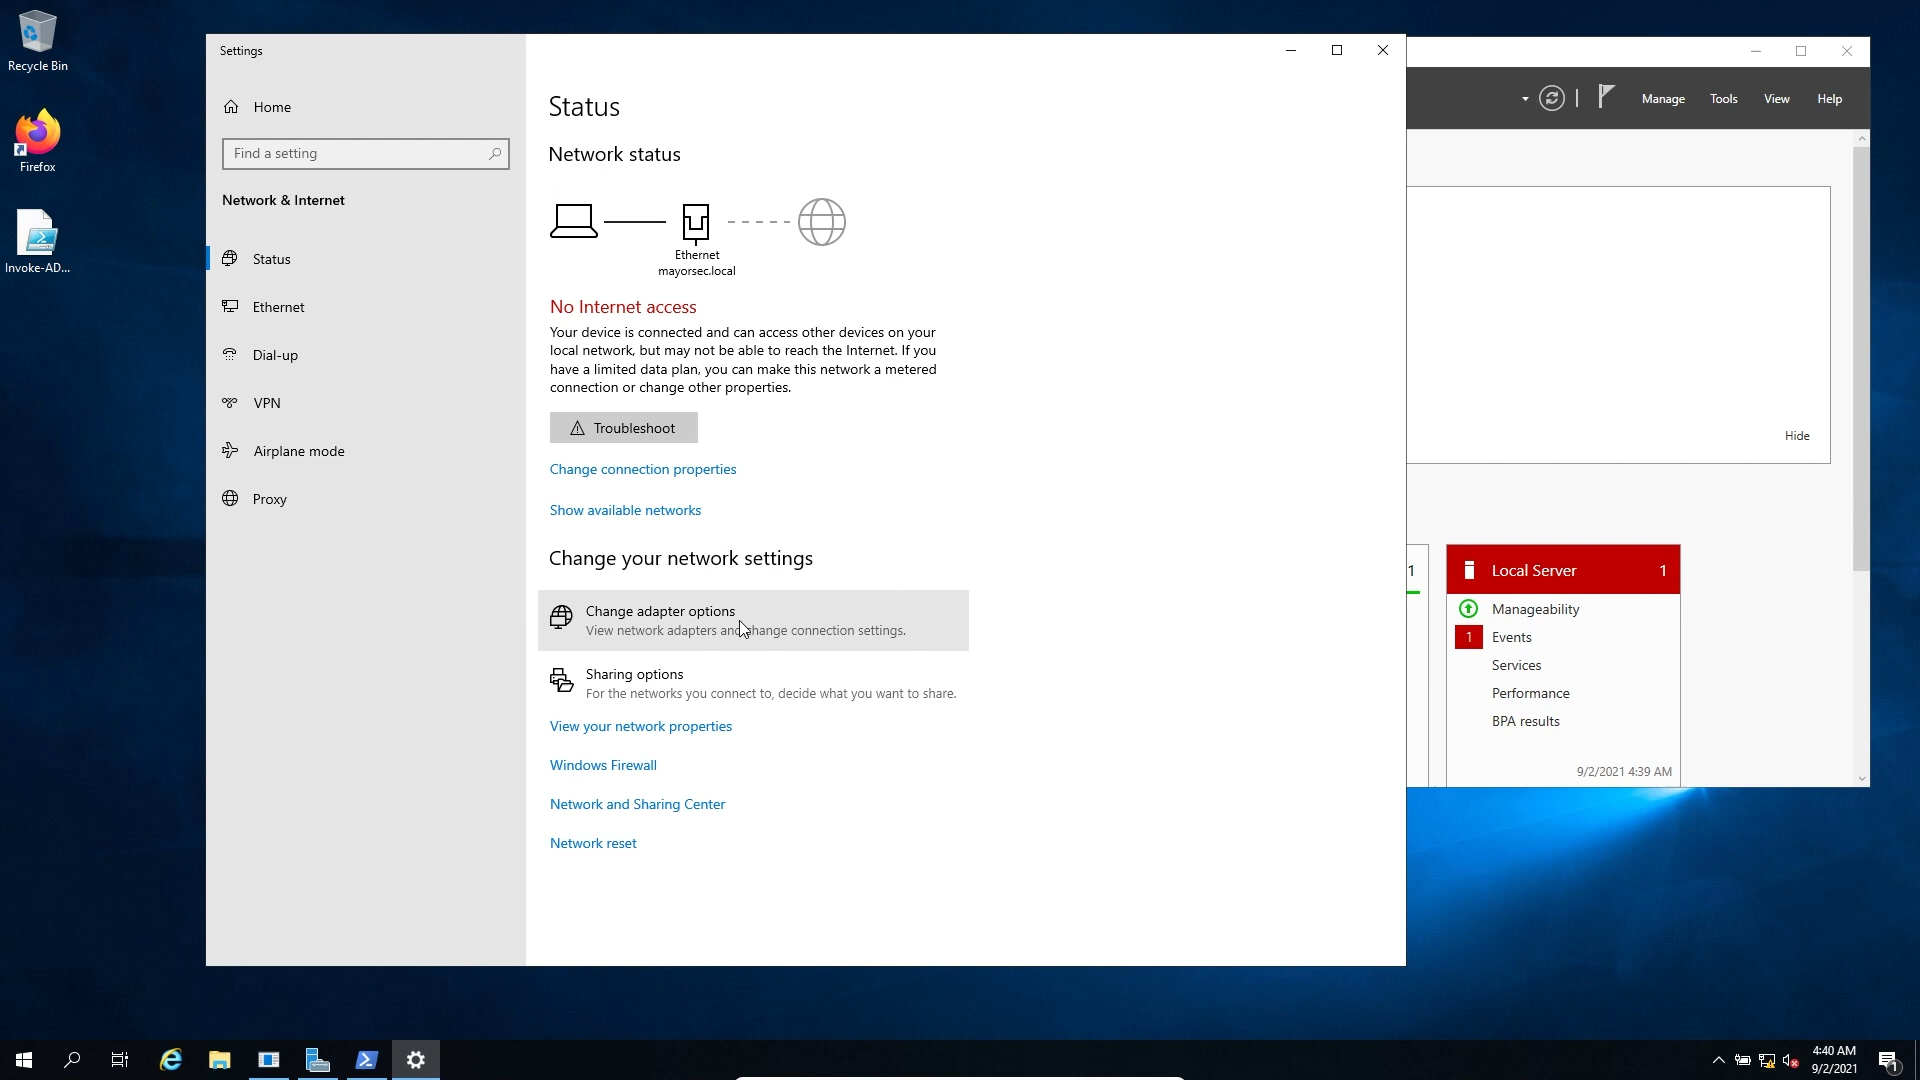 Recycle Bin
Firefox
Invoke-AD...
Settings
Home
Find a setting
Network & Internet
Status
Ethernet
Dial-up
VPN
Airplane mode
Proxy
Status
Network status
Ethernet
mayorsec.local
No Internet access
Your device is connected and can access other devices on your
local network, but may not be able to reach the Internet. If you
have a limited data plan, you can make this network a metered
connection or change other properties.
Troubleshoot
Change connection properties
Show available networks
Change your network settings
Change adapter options
View network adapters and change connection settings.
Sharing options
For the networks you connect to, decide what you want to share.
View your network properties
Windows Firewall
Network and Sharing Center
Network reset
Manage
Tools
View
Help
Hide
1
Local Server 1
Manageability
1 Events
Services
Performance
BPA results
9/2/2021 4:39 AM
4:40 AM
9/2/2021
1